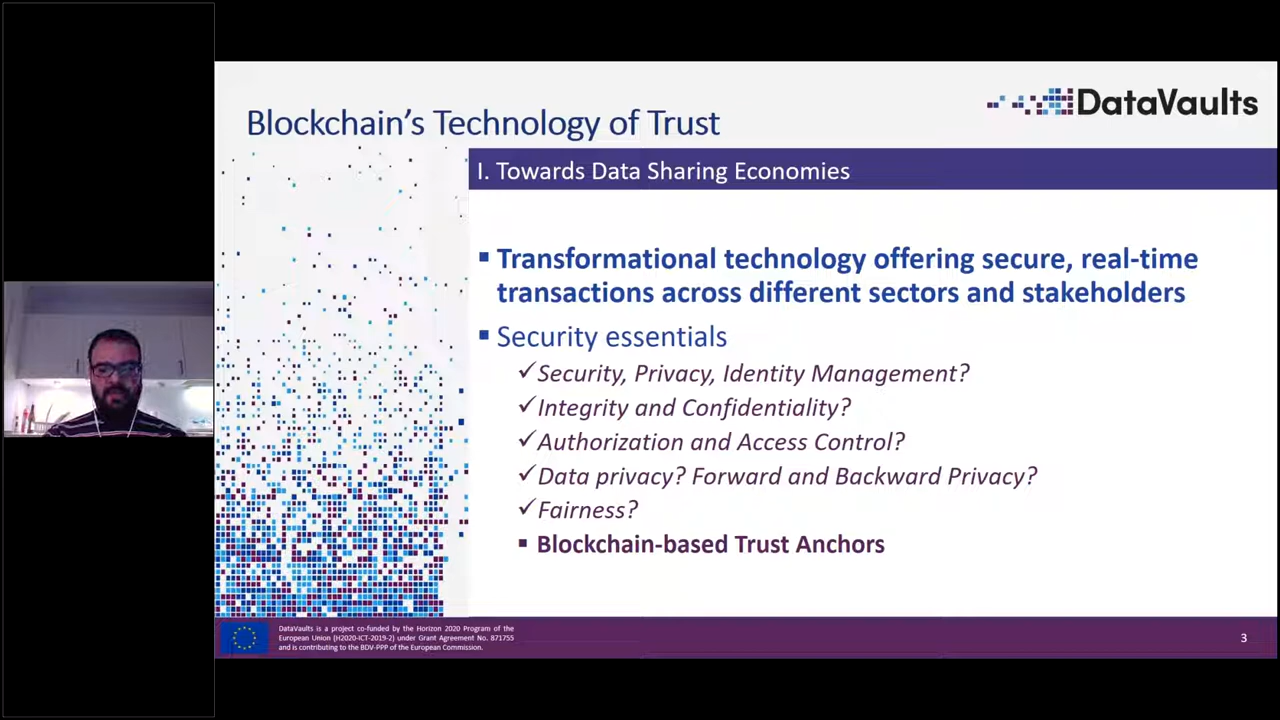 Blockchain's Technology of Trust
DataVaults
I. Towards Data Sharing Economies
Transformational technology offering secure, real-time
transactions across different sectors and stakeholders
Security essentials
Security, Privacy, Identity Management?
Integrity and Confidentiality?
Authorization and Access Control?
Data privacy? Forward and Backward Privacy?
Fairness?
Blockchain-based Trust Anchors
DataVaults is a project co-funded by the Horizon 2020 Program of the
European Union (H2020-ICT-2019-2) under Grant Agreement No. 871755
and is contributing to the BDV-PPP of the European Commission.
3